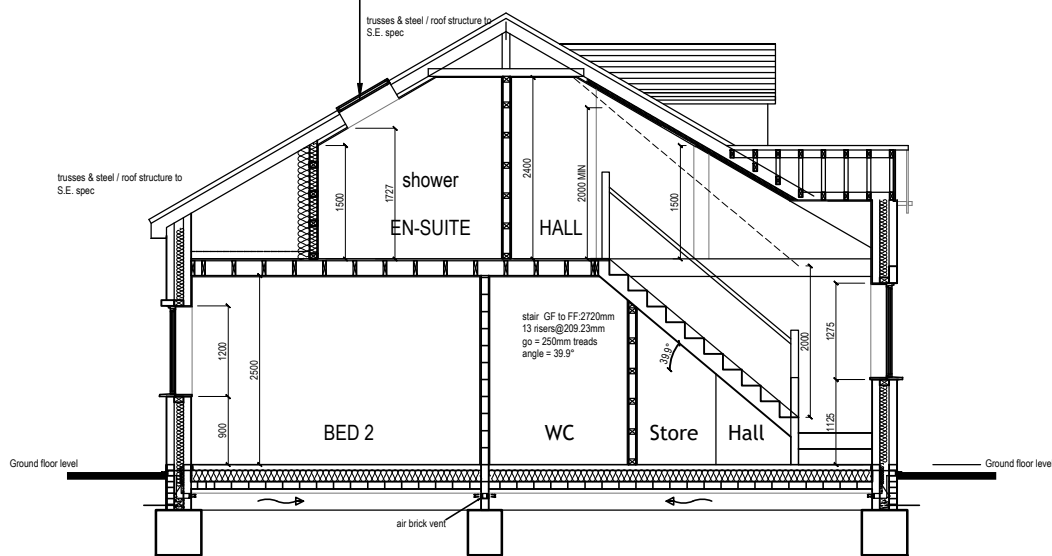 trusses & steel / roof structure to
S.E. spec
trusses & steel / roof structure to
S.E. spec
shower
EN-SUITE
HALL
1500
1727
2400
2000 MIN
1500
stair GF to FF:2720mm
13 risers@209.23mm
go = 250mm treads
angle = 39.9°
39.9°
2000
1275
1125
1200
2500
900
BED 2
WC
Store
Hall
Ground floor level
Ground floor level
air brick vent